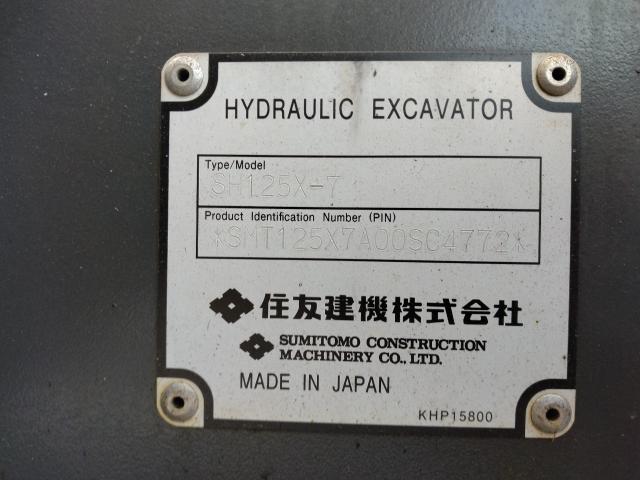 HYDRAULIC EXCAVATOR
Type/Model
SH125X-7
Product Identification Number (PIN)
*SMT125X7A00SC4772*
住友建機株式会社
SUMITOMO CONSTRUCTION
MACHINERY CO., LTD.
MADE IN JAPAN
KHP15800